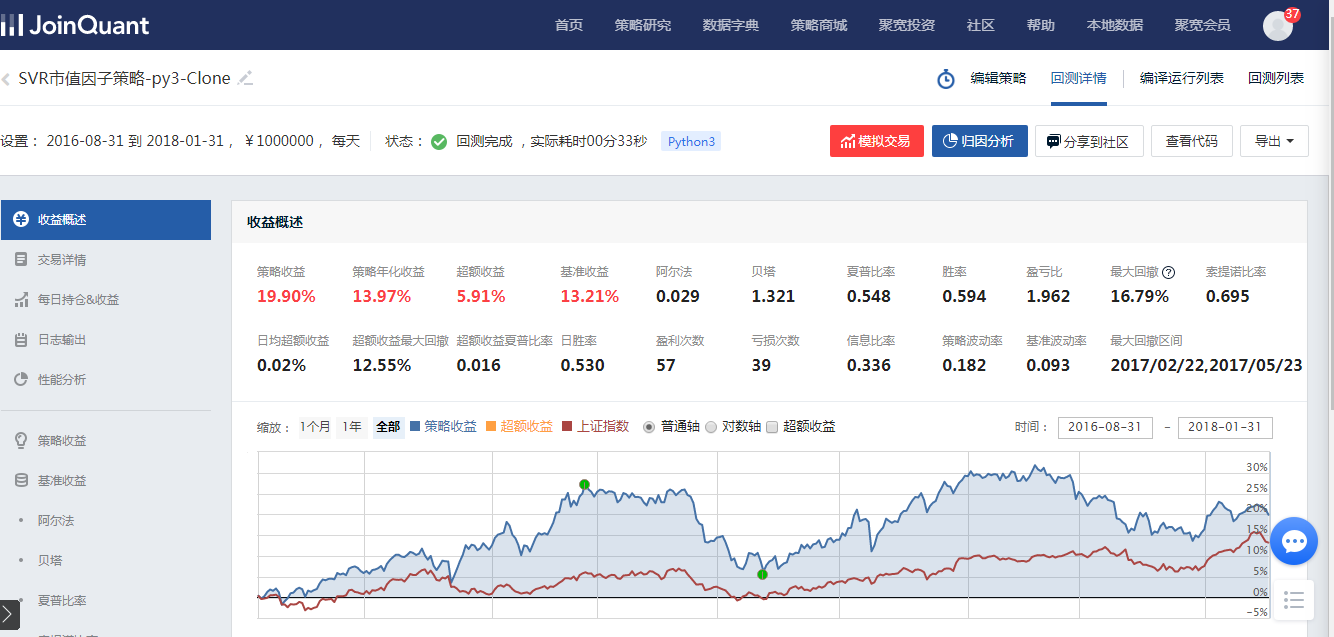 JoinQuant 首页 策略研究 数据字典 策略商城 聚宽投资 社区 帮助 本地数据 聚宽会员 37
SVR市值因子策略-py3-Clone 编辑策略 回测详情 编译运行列表 回测列表
设置： 2016-08-31 到 2018-01-31 ， ￥1000000 ， 每天 状态： 回测完成 ，实际耗时00分33秒 Python3 模拟交易 归因分析 分享到社区 查看代码 导出
收益概述
交易详情
每日持仓&收益
日志输出
性能分析
策略收益
基准收益
阿尔法
贝塔
夏普比率
收益概述
策略收益 策略年化收益 超额收益 基准收益 阿尔法 贝塔 夏普比率 胜率 盈亏比 最大回撤 ? 索提诺比率
19.90% 13.97% 5.91% 13.21% 0.029 1.321 0.548 0.594 1.962 16.79% 0.695
日均超额收益 超额收益最大回撤 超额收益夏普比率 日胜率 盈利次数 亏损次数 信息比率 策略波动率 基准波动率 最大回撤区间
0.02% 12.55% 0.016 0.530 57 39 0.336 0.182 0.093 2017/02/22,2017/05/23
缩放： 1个月 1年 全部 策略收益 超额收益 上证指数 普通轴 对数轴 超额收益 时间： 2016-08-31 - 2018-01-31
30%
25%
20%
15%
10%
5%
0%
-5%